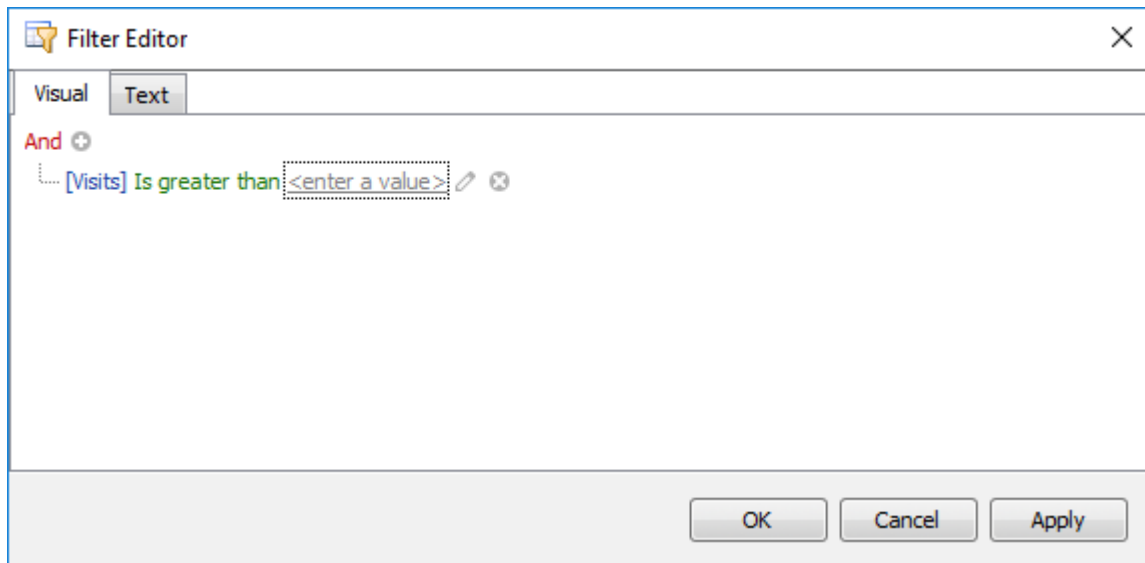 Filter Editor
Visual Text
And
[Visits] Is greater than <enter a value>
OK Cancel Apply